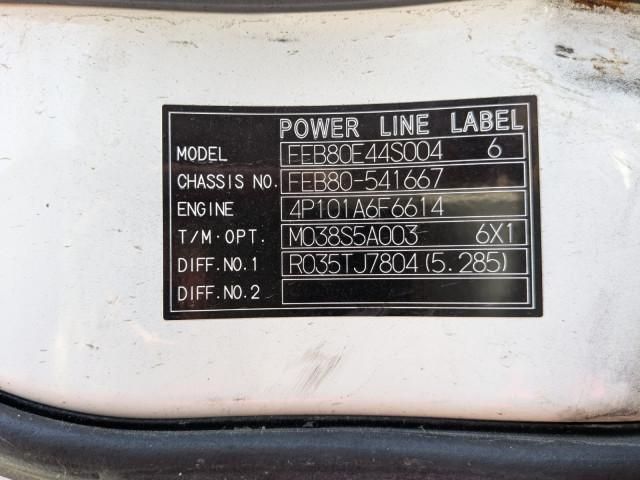 POWER LINE LABEL
MODEL FEB80E44S004 6
CHASSIS NO. FEB80-541667
ENGINE 4P101A6F6614
T/M·OPT. M038S5A003 6X1
DIFF.NO.1 R035TJ7804(5.285)
DIFF.NO.2